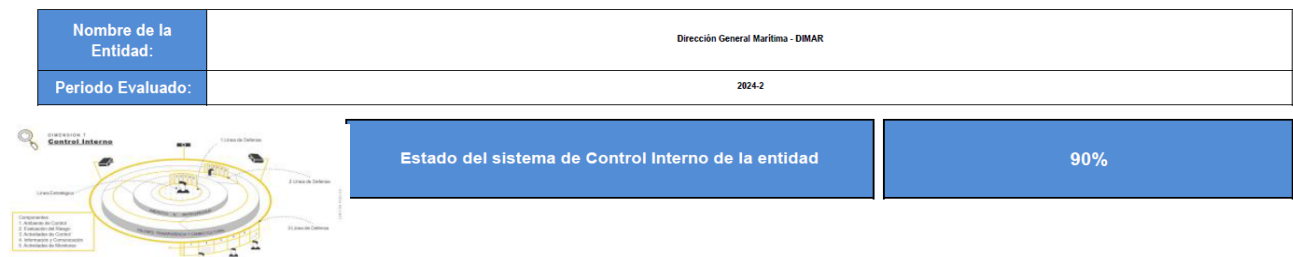 Nombre de la
Entidad:
Dirección General Marítima - DIMAR
Periodo Evaluado:
2024-2
DIMENSIÓN 7
Control Interno
1 Línea de Defensa
2 Línea de Defensa
Línea Estratégica
3 Línea de Defensa
Componentes:
1. Ambiente de Control
2. Evaluación del Riesgo
3. Actividades de Control
4. Información y Comunicación
5. Actividades de Monitoreo
Estado del sistema de Control Interno de la entidad
90%